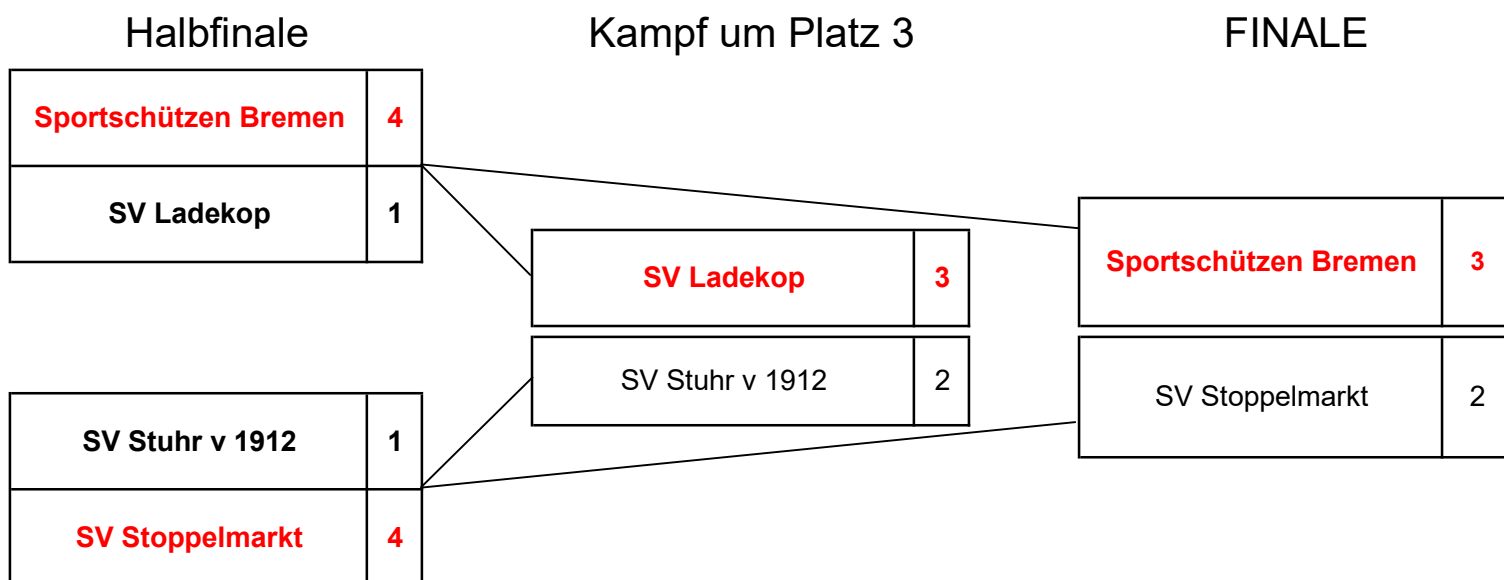 Halbfinale
Kampf um Platz 3
FINALE
Sportschützen Bremen 4
SV Ladekop 1
SV Ladekop 3
SV Stuhr v 1912 2
Sportschützen Bremen 3
SV Stoppelmarkt 2
SV Stuhr v 1912 1
SV Stoppelmarkt 4